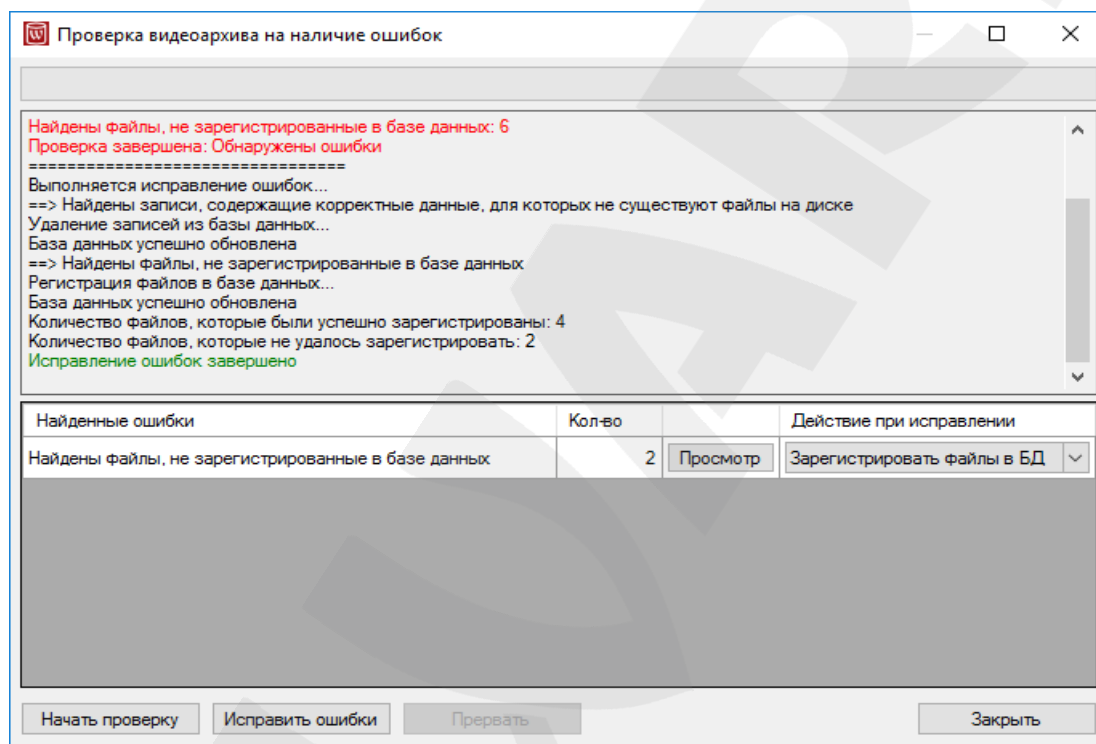 Проверка видеоархива на наличие ошибок
Найдены файлы, не зарегистрированные в базе данных: 6
Проверка завершена: Обнаружены ошибки
=================================
Выполняется исправление ошибок...
==> Найдены записи, содержащие корректные данные, для которых не существуют файлы на диске
Удаление записей из базы данных...
База данных успешно обновлена
==> Найдены файлы, не зарегистрированные в базе данных
Регистрация файлов в базе данных...
База данных успешно обновлена
Количество файлов, которые были успешно зарегистрированы: 4
Количество файлов, которые не удалось зарегистрировать: 2
Исправление ошибок завершено
Найденные ошибки Кол-во Действие при исправлении
Найдены файлы, не зарегистрированные в базе данных 2 Просмотр Зарегистрировать файлы в БД
Начать проверку Исправить ошибки Прервать Закрыть